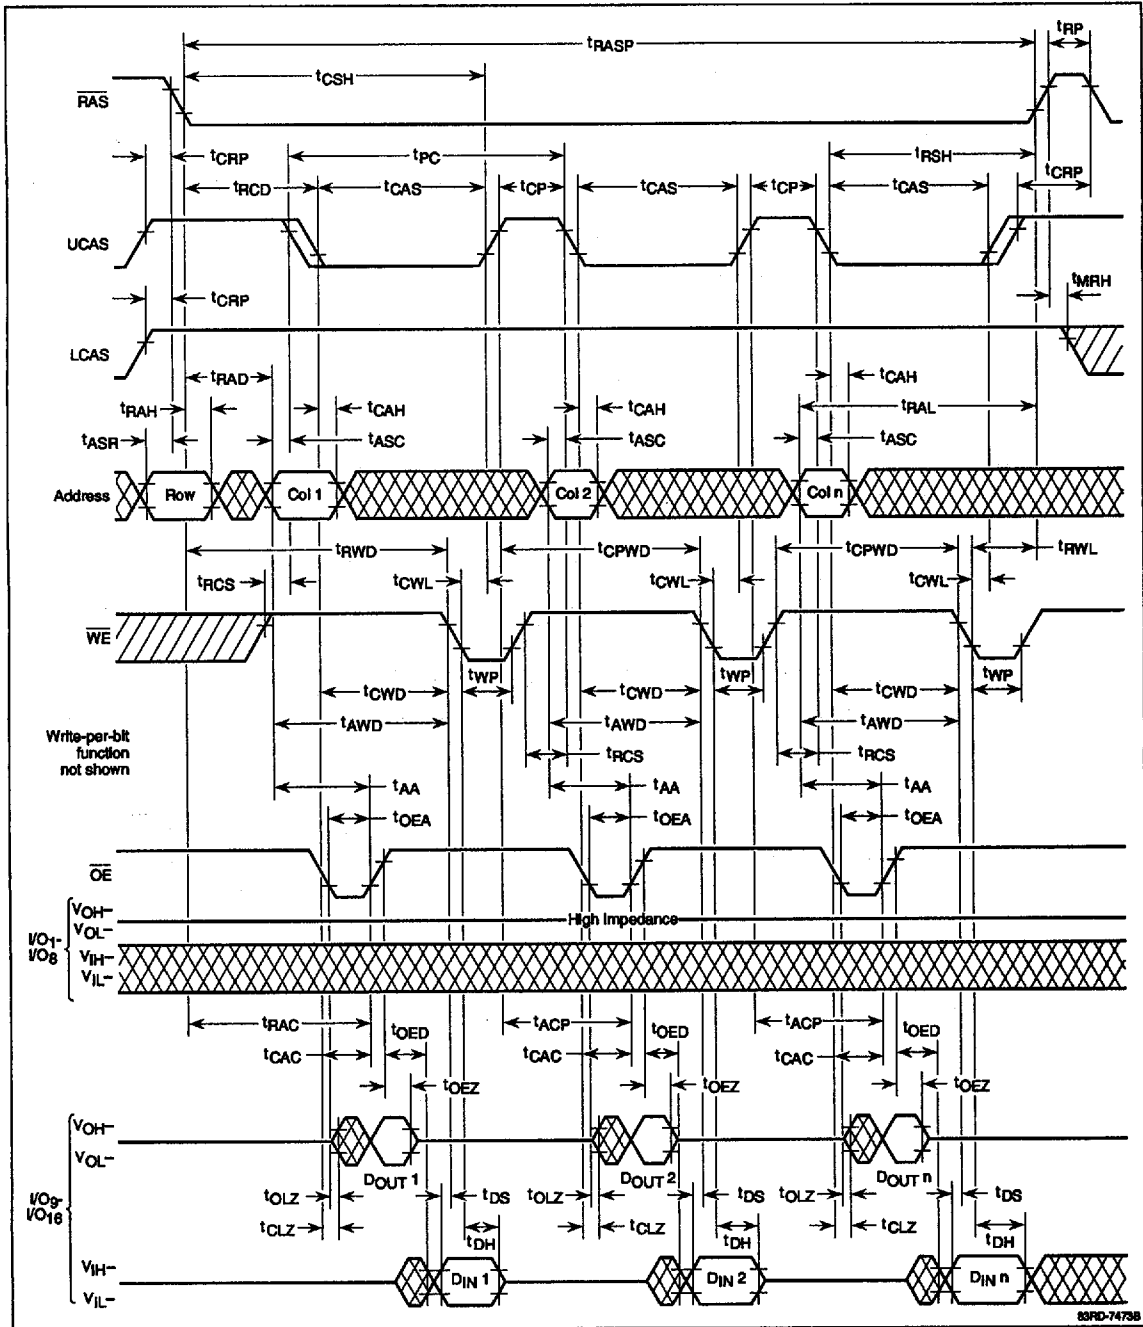 tRASP
tRP
tCSH
RAS
tCRP
tPC
tRSH
tRCD
tCAS
tCP
tCAS
tCP
tCAS
tCRP
UCAS
tCRP
tMRH
LCAS
tRAD
tCAH
tRAH
tCAH
tCAH
tRAL
tASR
tASC
tASC
tASC
Address
Row
Col 1
Col 2
Col n
tRWD
tCPWD
tCPWD
tRWL
tRCS
tCWL
tCWL
tCWL
WE
tWP
tWP
tWP
tCWD
tCWD
tCWD
tAWD
tAWD
tAWD
Write-per-bit
function
not shown
tRCS
tRCS
tAA
tAA
tAA
tOEA
tOEA
tOEA
OE
VOH–
High Impedance
VOL–
I/O1-
I/O8
VIH–
VIL–
tRAC
tACP
tACP
tOED
tOED
tOED
tCAC
tCAC
tCAC
tOEZ
tOEZ
tOEZ
VOH–
VOL–
DOUT 1
DOUT 2
DOUT n
I/O9-
I/O16
tOLZ
tDS
tOLZ
tDS
tOLZ
tDS
tCLZ
tCLZ
tCLZ
tDH
tDH
tDH
VIH–
DIN 1
DIN 2
DIN n
VIL–
83RD-7473B